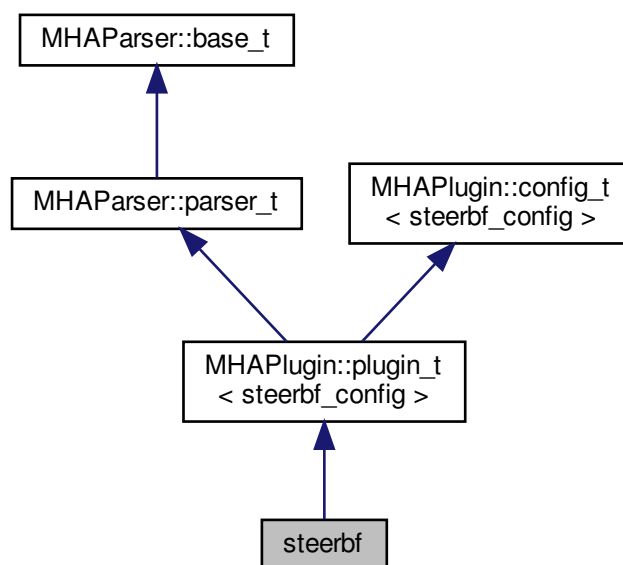 MHAParser::base_t
MHAParser::parser_t
MHAPlugin::config_t
< steerbf_config >
MHAPlugin::plugin_t
< steerbf_config >
steerbf